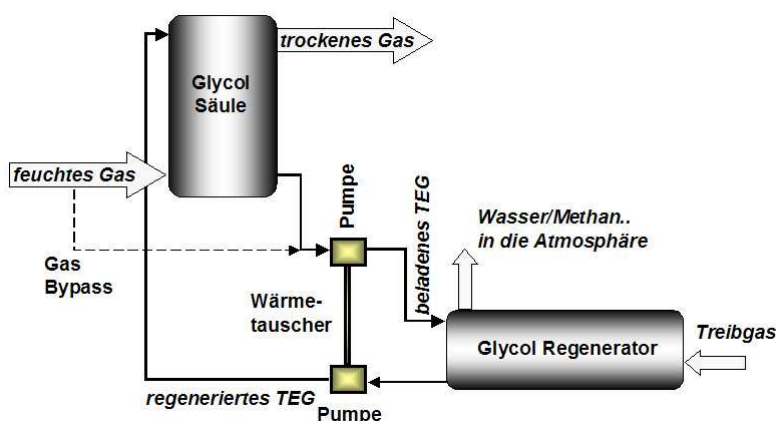 trockenes Gas
Glycol
Säule
feuchtes Gas
Pumpe
beladenes TEG
Wasser/Methan..
in die Atmosphäre
Gas
Bypass
Wärme-
tauscher
Glycol Regenerator
Treibgas
regeneriertes TEG
Pumpe